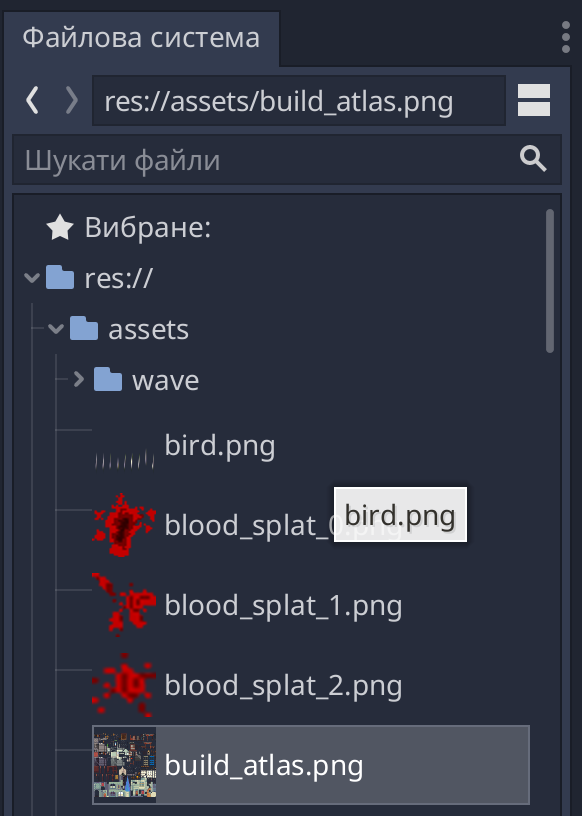 Файлова система
res://assets/build_atlas.png
Шукати файли
Вибране:
res://
assets
wave
bird.png
blood_splat_0.png
bird.png
blood_splat_1.png
blood_splat_2.png
build_atlas.png